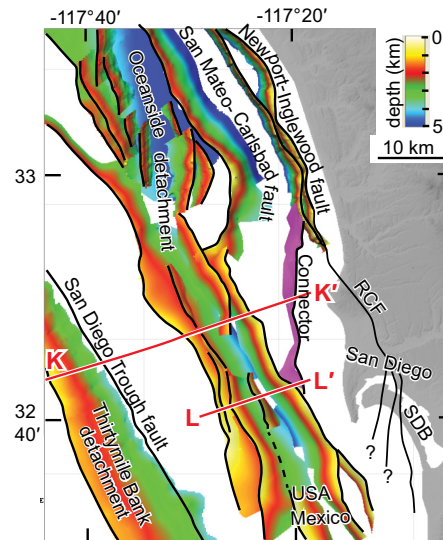 -117°40′
-117°20′
0
5
depth (km)
10 km
33
32
40′
Oceanside
detachment
San Mateo- Carlsbad fault
Newport-Inglewood fault
Connector
RCF
San Diego
SDB
K
K′
L
L′
San Diego Trough fault
Thirtymile Bank
detachment
?
?
USA
Mexico
E